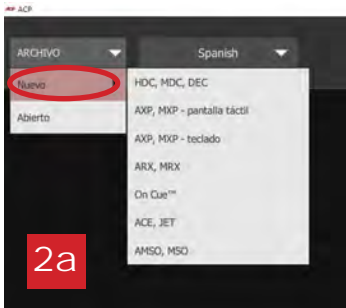 ACP ACP
ARCHIVO Spanish
Nuevo HDC, MDC, DEC
Abierto AXP, MXP - pantalla táctil
AXP, MXP - teclado
ARX, MRX
On Cue™
ACE, JET
AMSO, MSO
2a